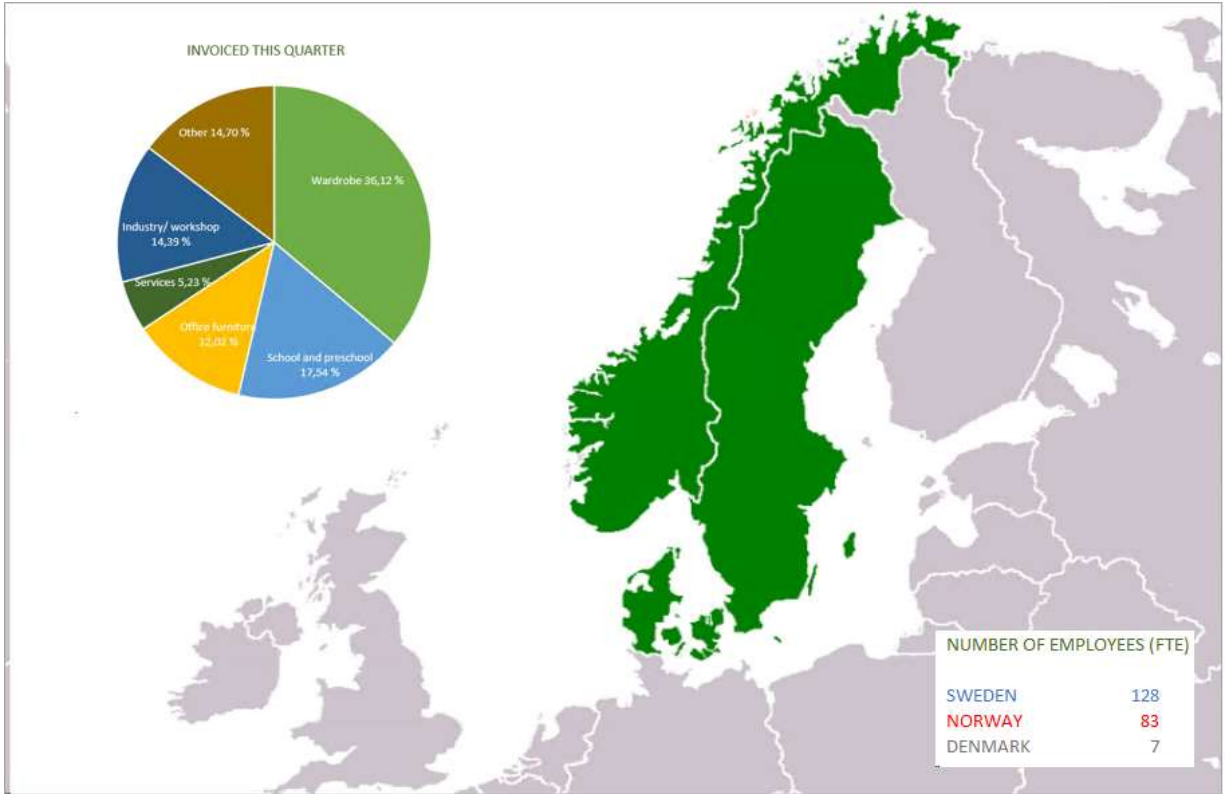 INVOICED THIS QUARTER
Other 14,70 %
Wardrobe 36,12 %
Industry/ workshop
14,39 %
Services 5,23 %
Office furniture
12,02 %
School and preschool
17,54 %
NUMBER OF EMPLOYEES (FTE)
SWEDEN 128
NORWAY 83
DENMARK 7